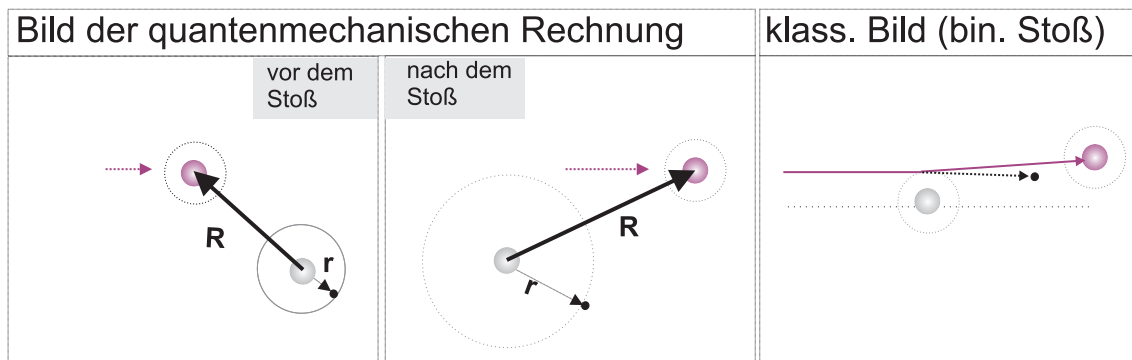 Bild der quantenmechanischen Rechnung
klass. Bild (bin. Stoß)
vor dem
Stoß
nach dem
Stoß
R
r
R
r